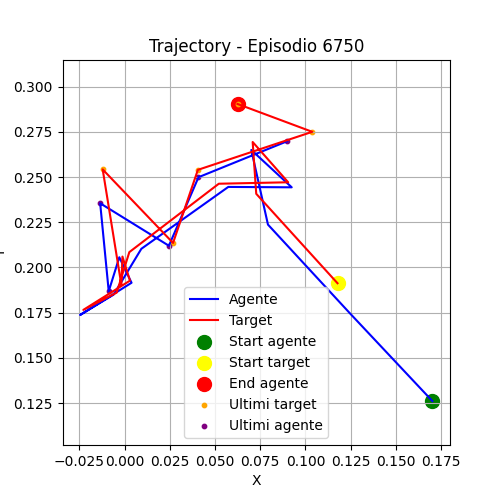 Trajectory - Episodio 6750
0.300
0.275
0.250
0.225
0.200
0.175
0.150
0.125
Agente
Target
Start agente
Start target
End agente
Ultimi target
Ultimi agente
−0.025 0.000 0.025 0.050 0.075 0.100 0.125 0.150 0.175
X